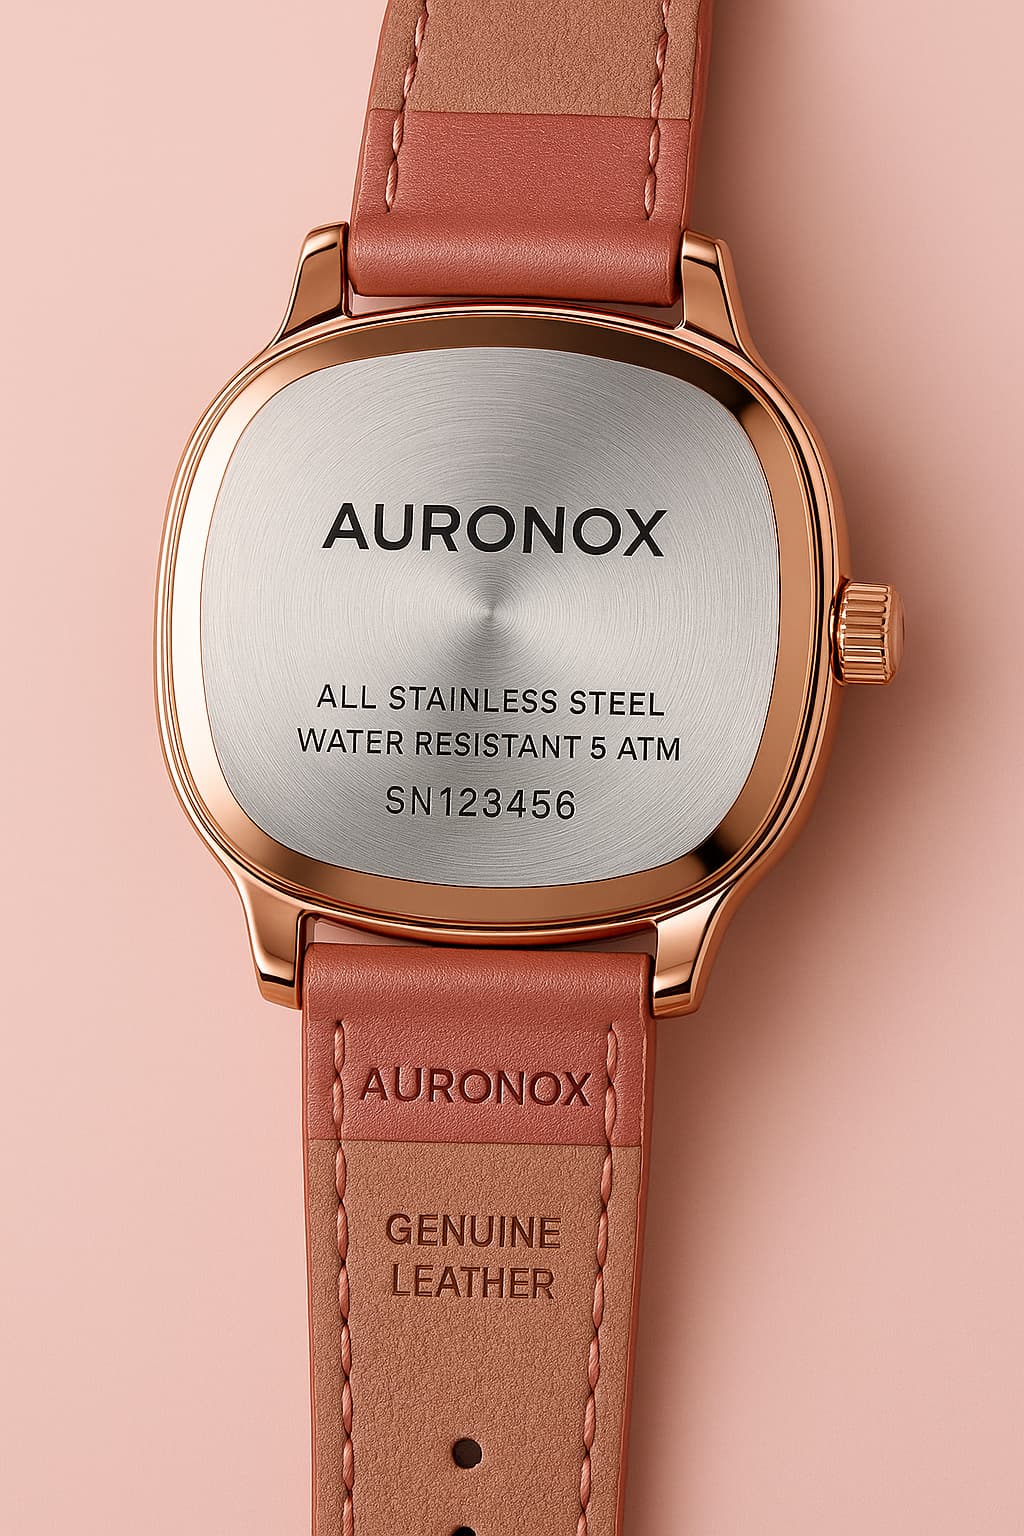 AURONOX
ALL STAINLESS STEEL
WATER RESISTANT 5 ATM
SN123456
AURONOX
GENUINE
LEATHER